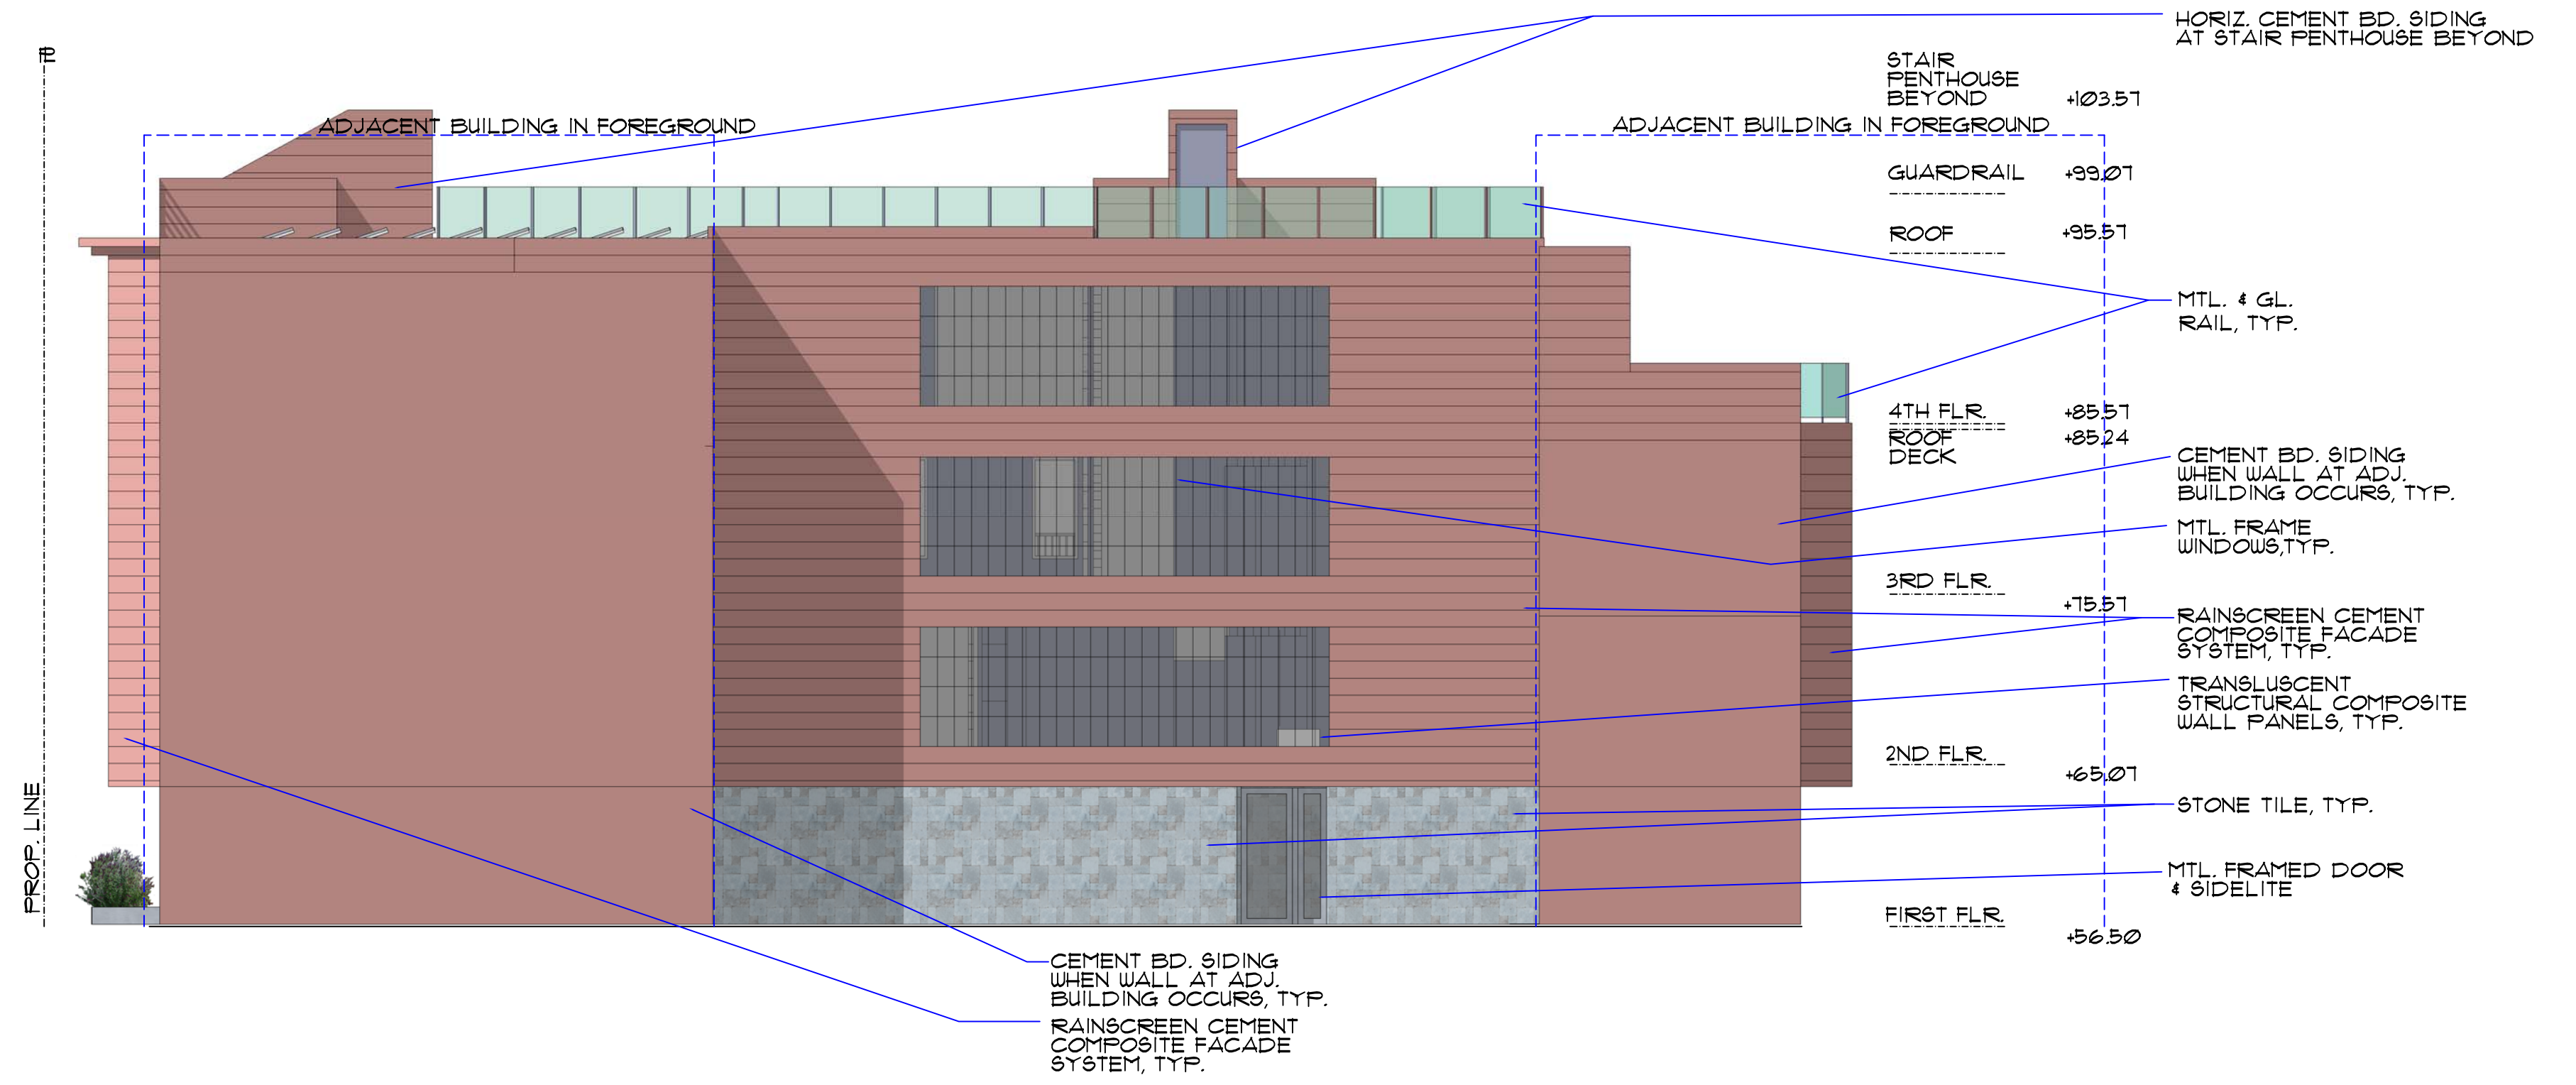 PL
PROP. LINE
HORIZ. CEMENT BD. SIDING
AT STAIR PENTHOUSE BEYOND
STAIR
PENTHOUSE
BEYOND +103.57
ADJACENT BUILDING IN FOREGROUND
ADJACENT BUILDING IN FOREGROUND
GUARDRAIL +99.07
ROOF +95.57
MTL. & GL.
RAIL, TYP.
4TH FLR. +85.57
ROOF +85.24
DECK
CEMENT BD. SIDING
WHEN WALL AT ADJ.
BUILDING OCCURS, TYP.
MTL. FRAME
WINDOWS,TYP.
3RD FLR.
+75.57
RAINSCREEN CEMENT
COMPOSITE FACADE
SYSTEM, TYP.
TRANSLUSCENT
STRUCTURAL COMPOSITE
WALL PANELS, TYP.
2ND FLR.
+65.07
STONE TILE, TYP.
MTL. FRAMED DOOR
& SIDELITE
FIRST FLR.
+56.50
CEMENT BD. SIDING
WHEN WALL AT ADJ.
BUILDING OCCURS, TYP.
RAINSCREEN CEMENT
COMPOSITE FACADE
SYSTEM, TYP.